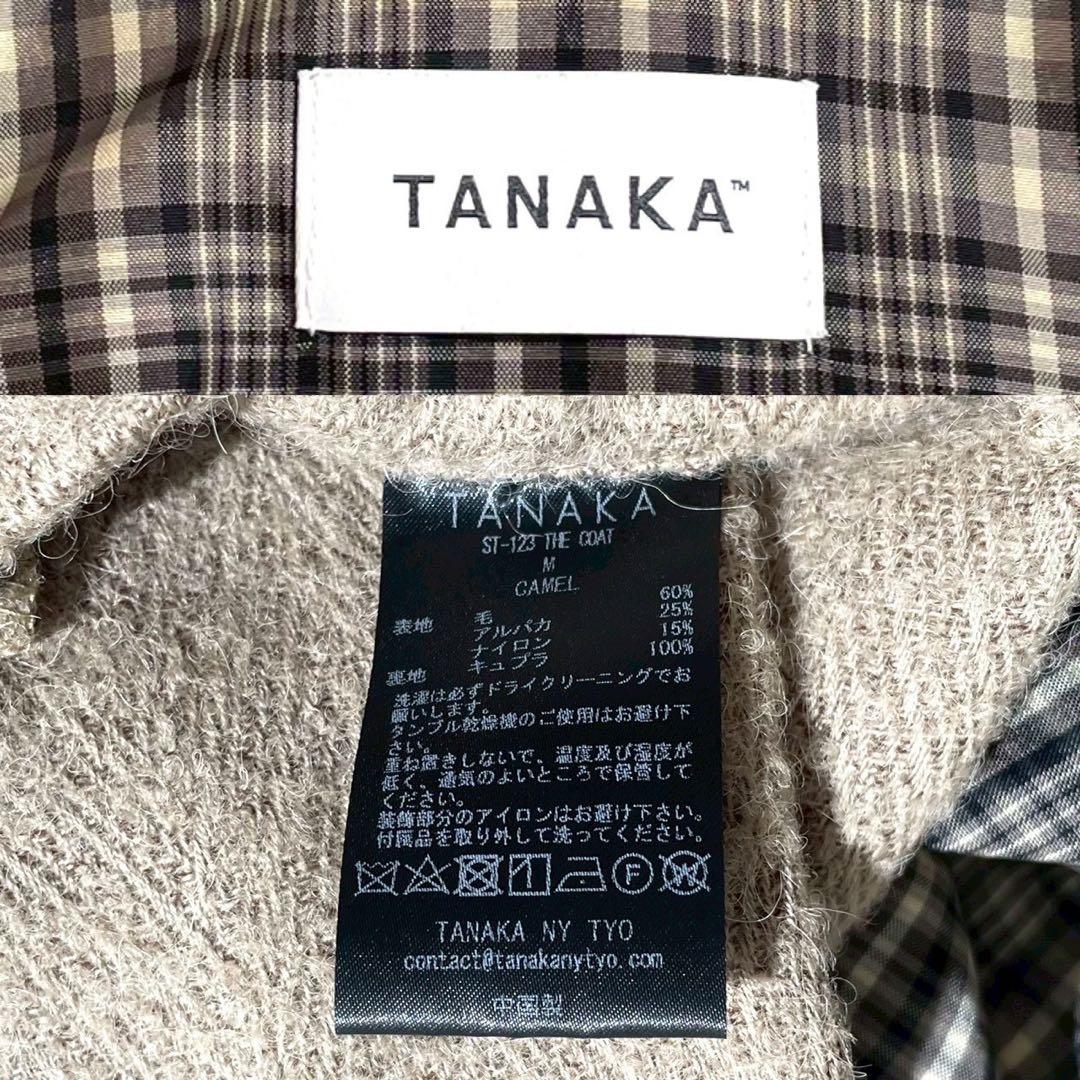 TANAKA™
TANAKA
ST-123 THE COAT
M
CAMEL
表地 毛 60%
アルパカ 25%
ナイロン 15%
裏地 キュプラ 100%
洗濯は必ずドライクリーニングでお
願いします。
タンブル乾燥機のご使用はお避け下
さい。
重ね置きしないで、温度及び湿度が
低く、通気のよいところで保管して
ください。
装飾部分のアイロンはお避け下さい。
付属品を取り外して洗ってください。
F W
TANAKA NY TYO
contact@tanakanytyo.com
中国製